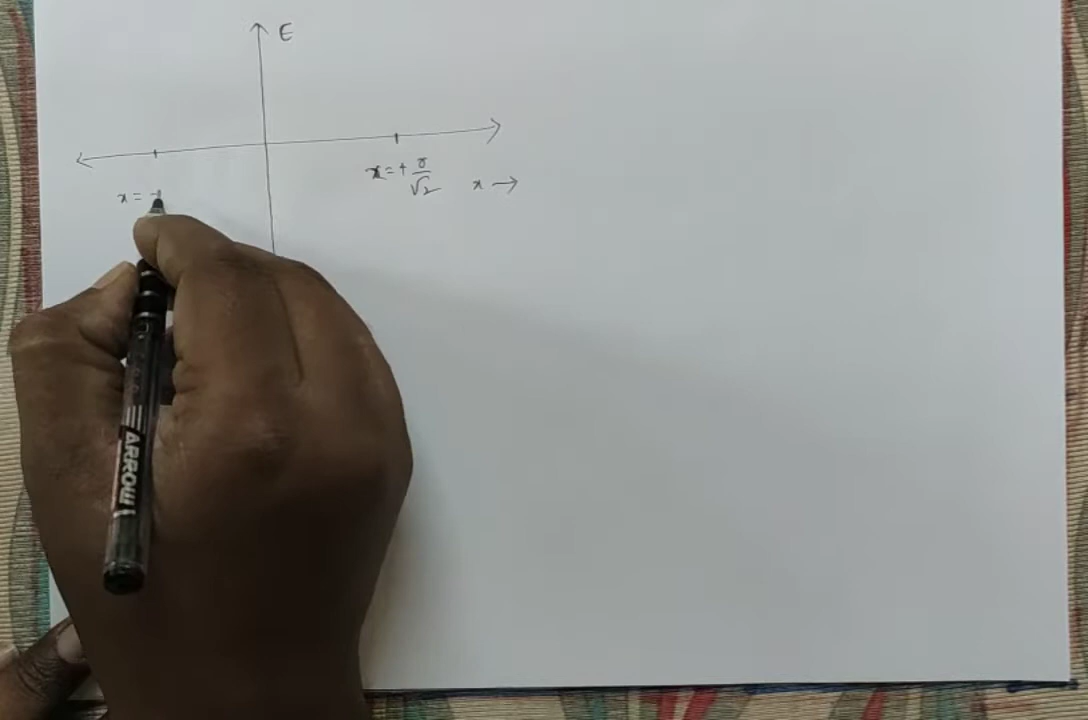 E
x = + r/√2
x →
x = -
ARROW